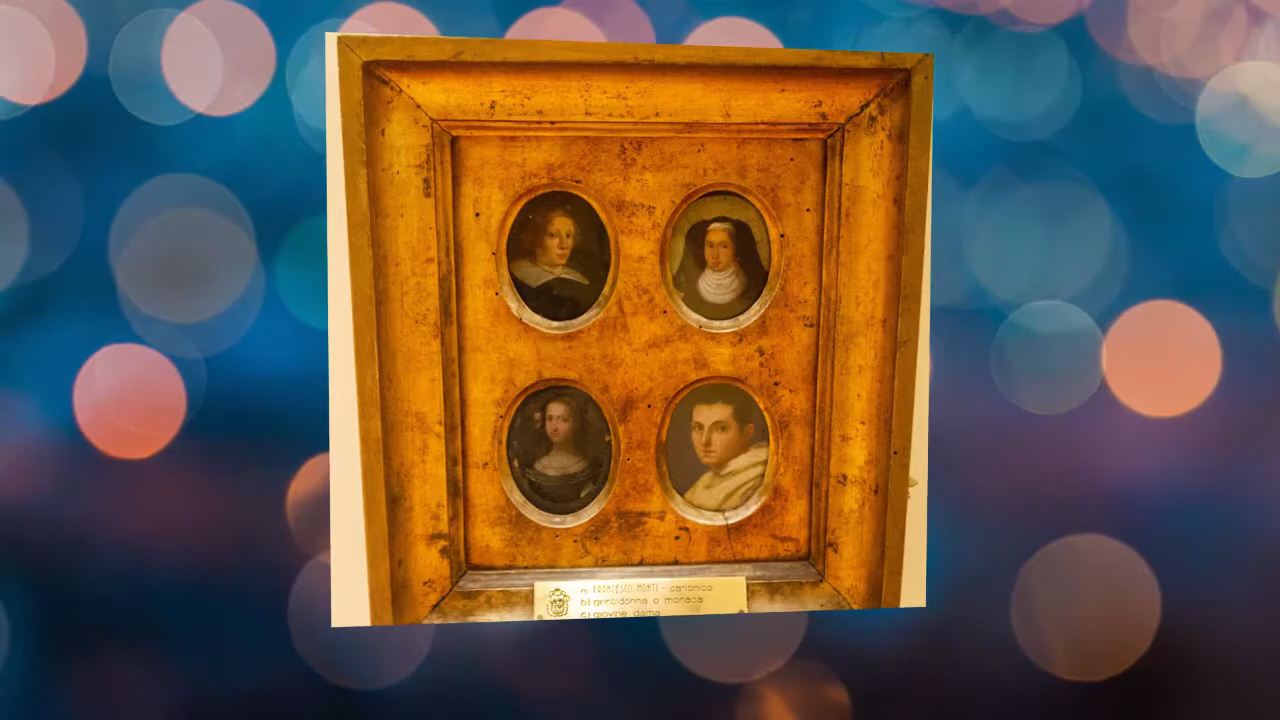 a) FRANCESCO MONTI - canonico
b) gentildonna o monaca
c) giovine dama